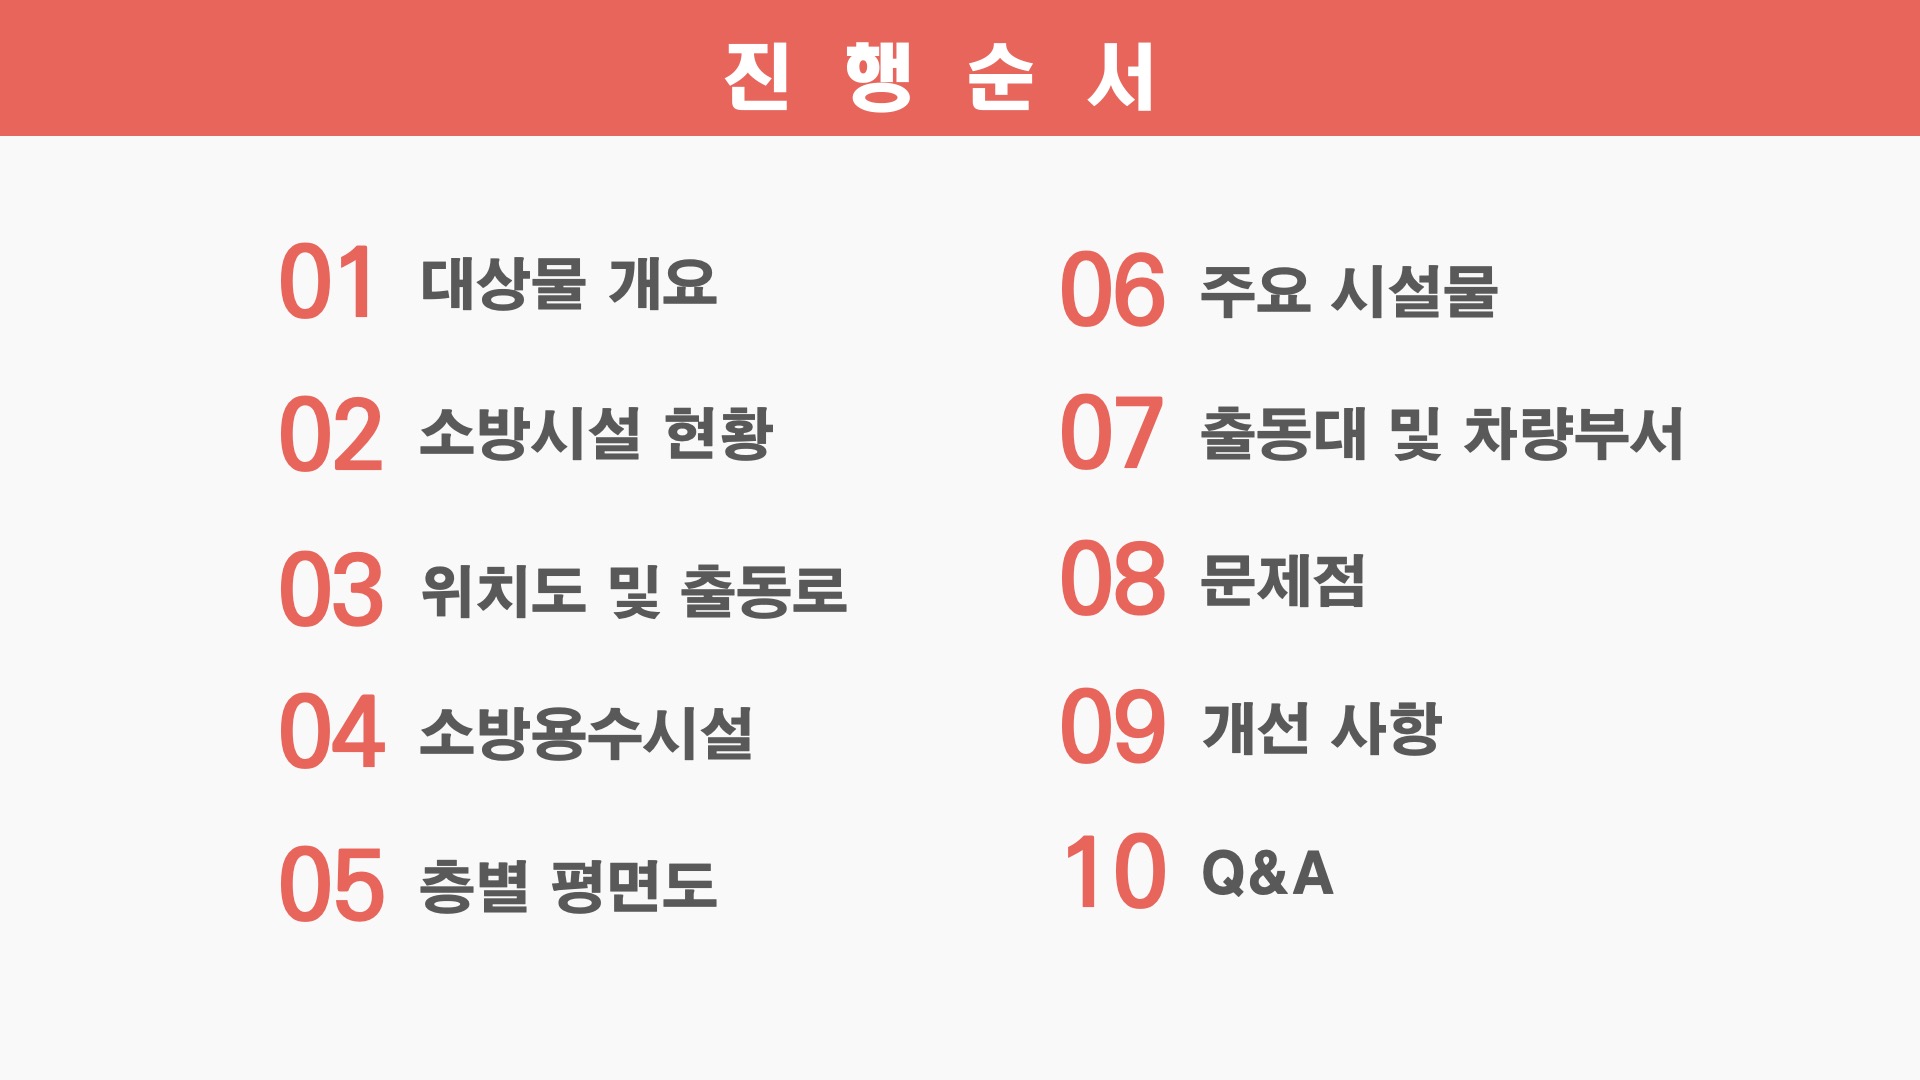 진 행 순 서
01 대상물 개요
02 소방시설 현황
03 위치도 및 출동로
04 소방용수시설
05 층별 평면도
06 주요 시설물
07 출동대 및 차량부서
08 문제점
09 개선 사항
10 Q&A